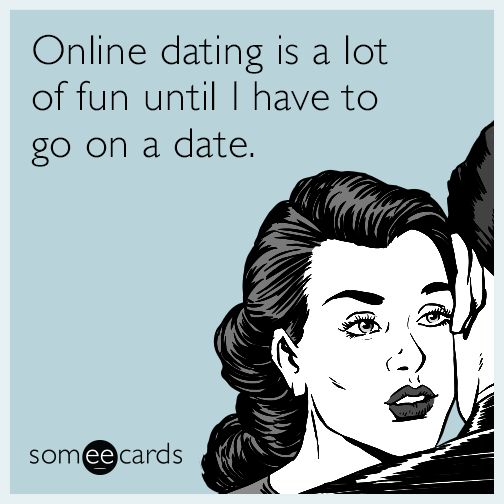 Online dating is a lot
of fun until I have to
go on a date.
someecards